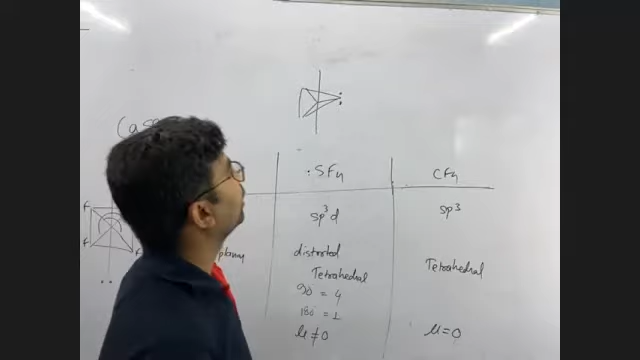 SF4
CF4
sp3d
sp3
F
F
F
distorted
Tetrahedral
Tetrahedral
90° = 4
180° = 1
μ ≠ 0
μ = 0